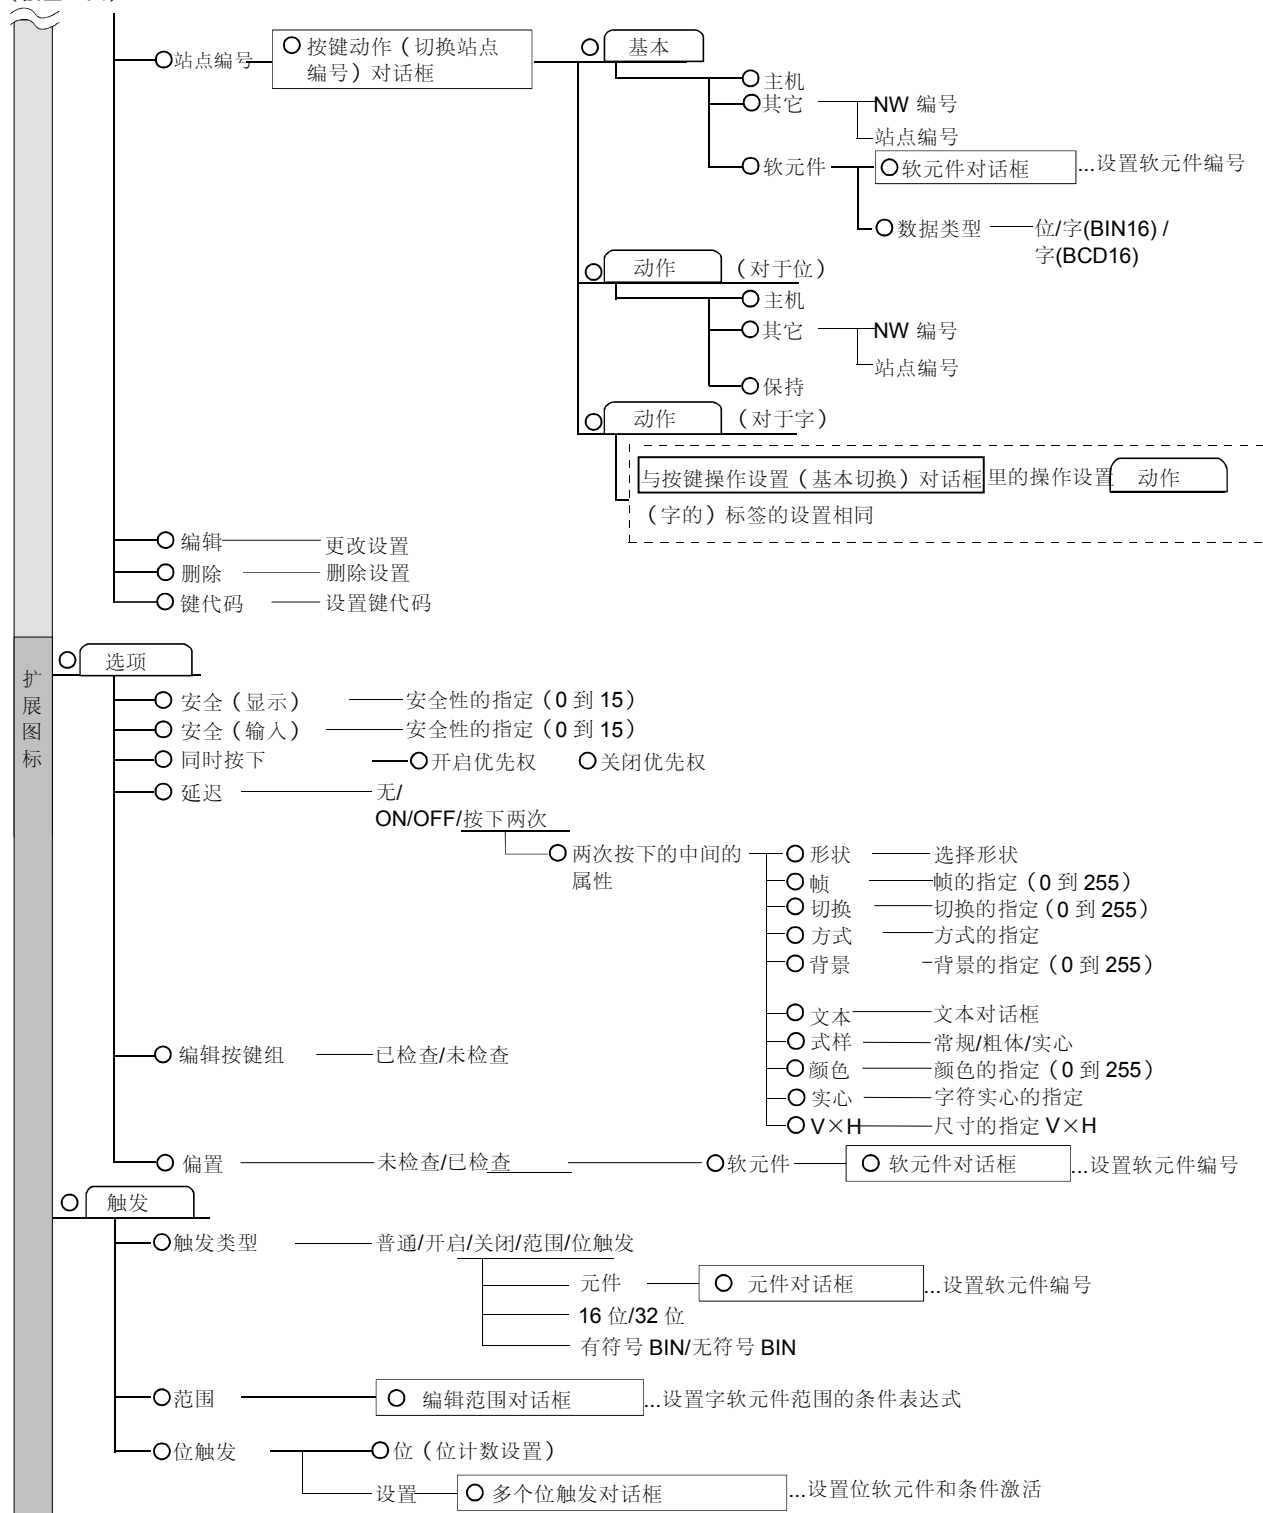 站点编号 按键动作（切换站点 基本
编号）对话框
主机
其它 NW 编号
站点编号
软元件 软元件对话框 ...设置软元件编号
数据类型 位/字(BIN16) /
字(BCD16)
动作 （对于位）
主机
其它 NW 编号
站点编号
保持
动作 （对于字）
与按键操作设置（基本切换）对话框 里的操作设置 动作
（字的）标签的设置相同
编辑 更改设置
删除 删除设置
键代码 设置键代码
扩展图标
选项
安全（显示） 安全性的指定（0 到 15）
安全（输入） 安全性的指定（0 到 15）
同时按下 开启优先权 关闭优先权
延迟 无/
ON/OFF/按下两次
两次按下的中间的 形状 选择形状
属性 帧 帧的指定（0 到 255）
切换 切换的指定（0 到 255）
方式 方式的指定
背景 背景的指定（0 到 255）
文本 文本对话框
式样 常规/粗体/实心
编辑按键组 已检查/未检查
颜色 颜色的指定（0 到 255）
实心 字符实心的指定
V×H 尺寸的指定 V×H
偏置 未检查/已检查 软元件 软元件对话框 ...设置软元件编号
触发
触发类型 普通/开启/关闭/范围/位触发
元件 元件对话框 ...设置软元件编号
16 位/32 位
有符号 BIN/无符号 BIN
范围 编辑范围对话框 ...设置字软元件范围的条件表达式
位触发 位（位计数设置）
设置 多个位触发对话框 ...设置位软元件和条件激活